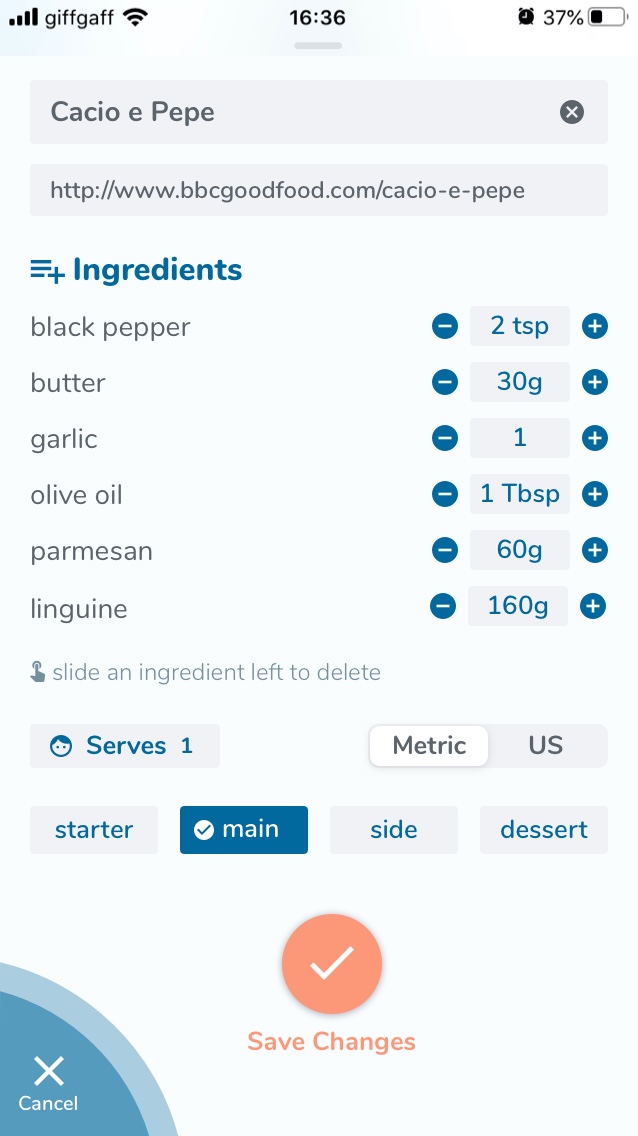 giffgaff 16:36 37%
Cacio e Pepe
http://www.bbcgoodfood.com/cacio-e-pepe
Ingredients
black pepper 2 tsp
butter 30g
garlic 1
olive oil 1 Tbsp
parmesan 60g
linguine 160g
slide an ingredient left to delete
Serves 1 Metric US
starter main side dessert
Save Changes
Cancel